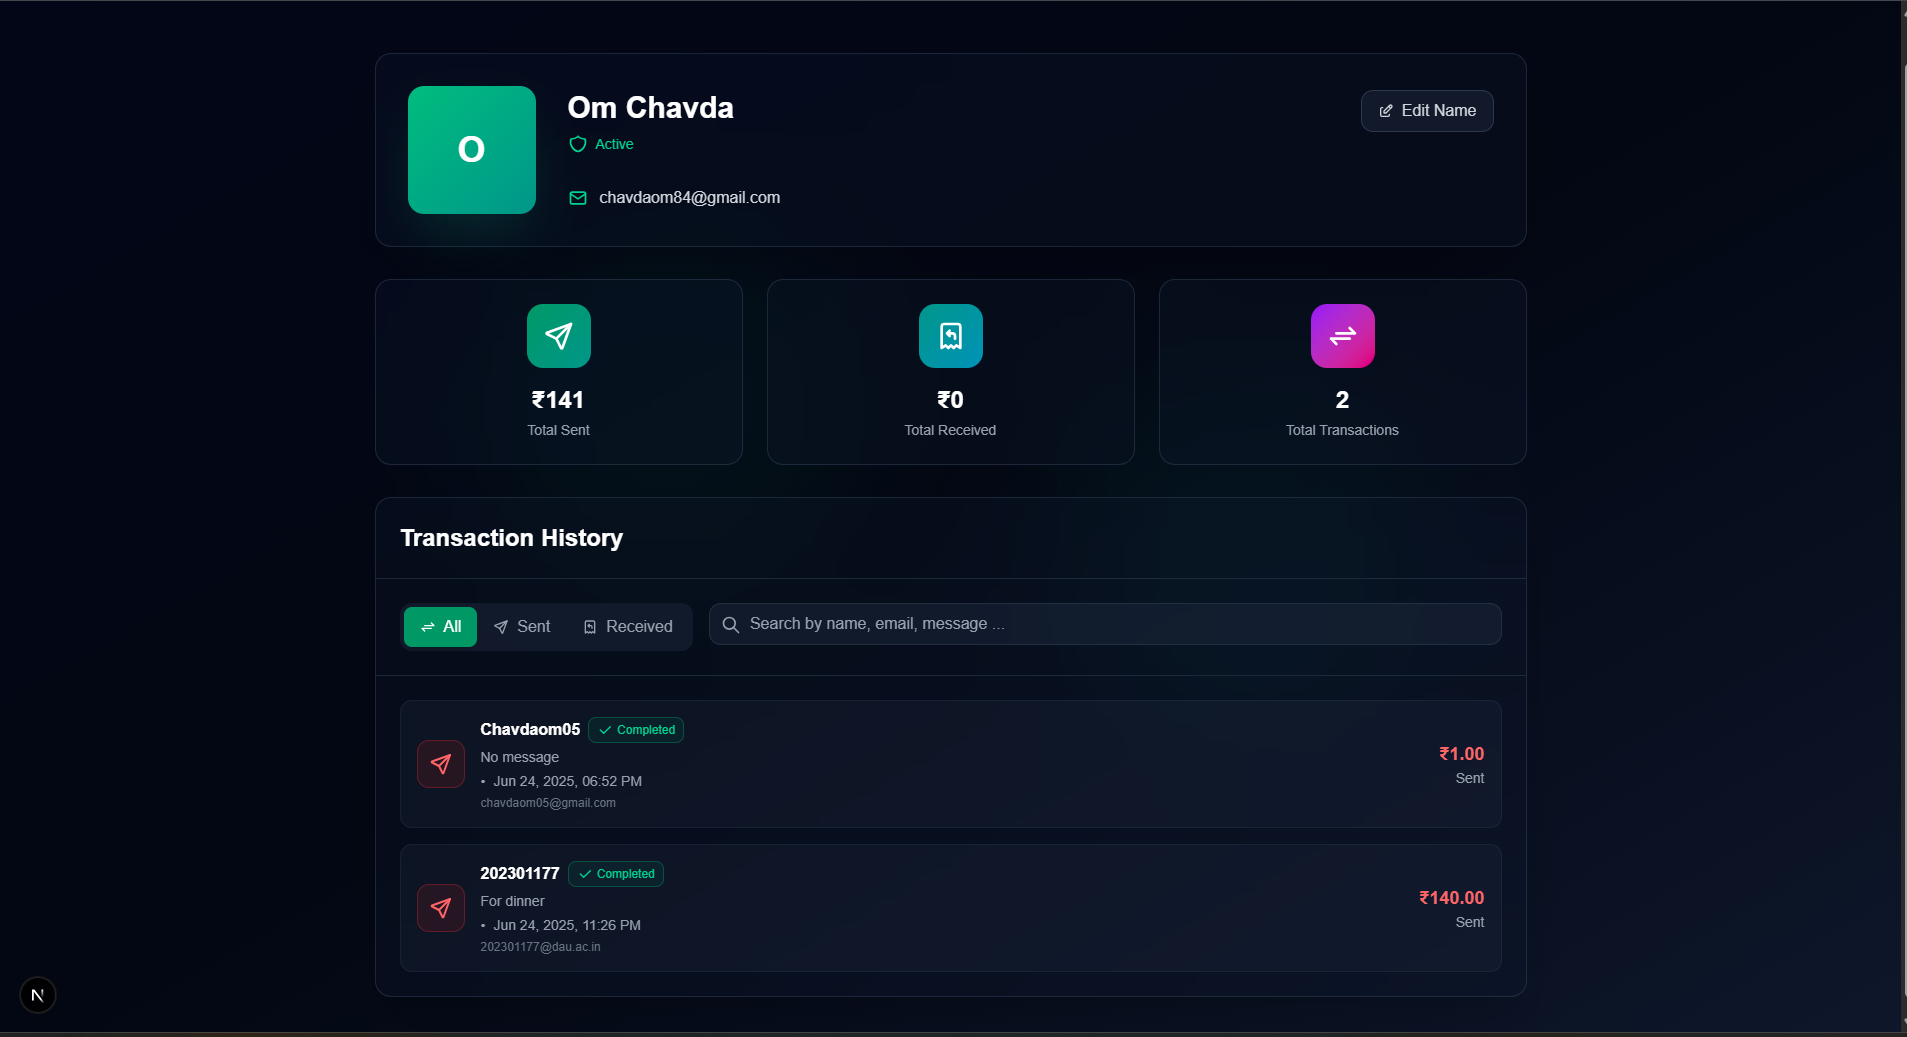 O
Om Chavda
Edit Name
Active
chavdaom84@gmail.com
₹141
Total Sent
₹0
Total Received
2
Total Transactions
Transaction History
All
Sent
Received
Search by name, email, message ...
Chavdaom05
Completed
No message
• Jun 24, 2025, 06:52 PM
chavdaom05@gmail.com
₹1.00
Sent
202301177
Completed
For dinner
• Jun 24, 2025, 11:26 PM
202301177@dau.ac.in
₹140.00
Sent
N